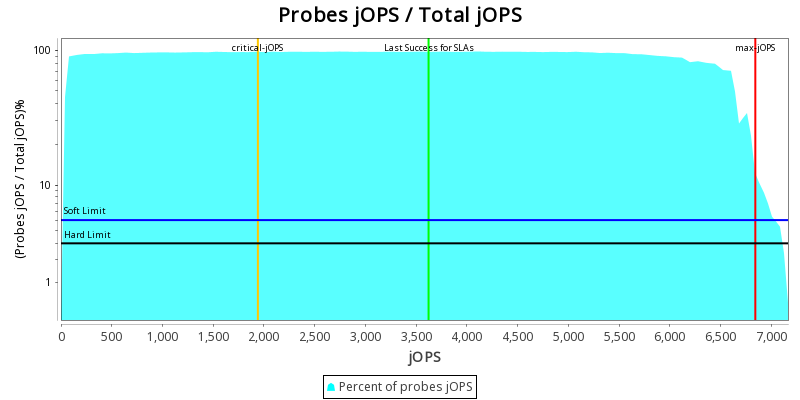 Probes jOPS / Total jOPS
(Probes jOPS / Total jOPS)%
100
10
1
critical-jOPS
Last Success for SLAs
max-jOPS
Soft Limit
Hard Limit
0 500 1,000 1,500 2,000 2,500 3,000 3,500 4,000 4,500 5,000 5,500 6,000 6,500 7,000
jOPS
Percent of probes jOPS